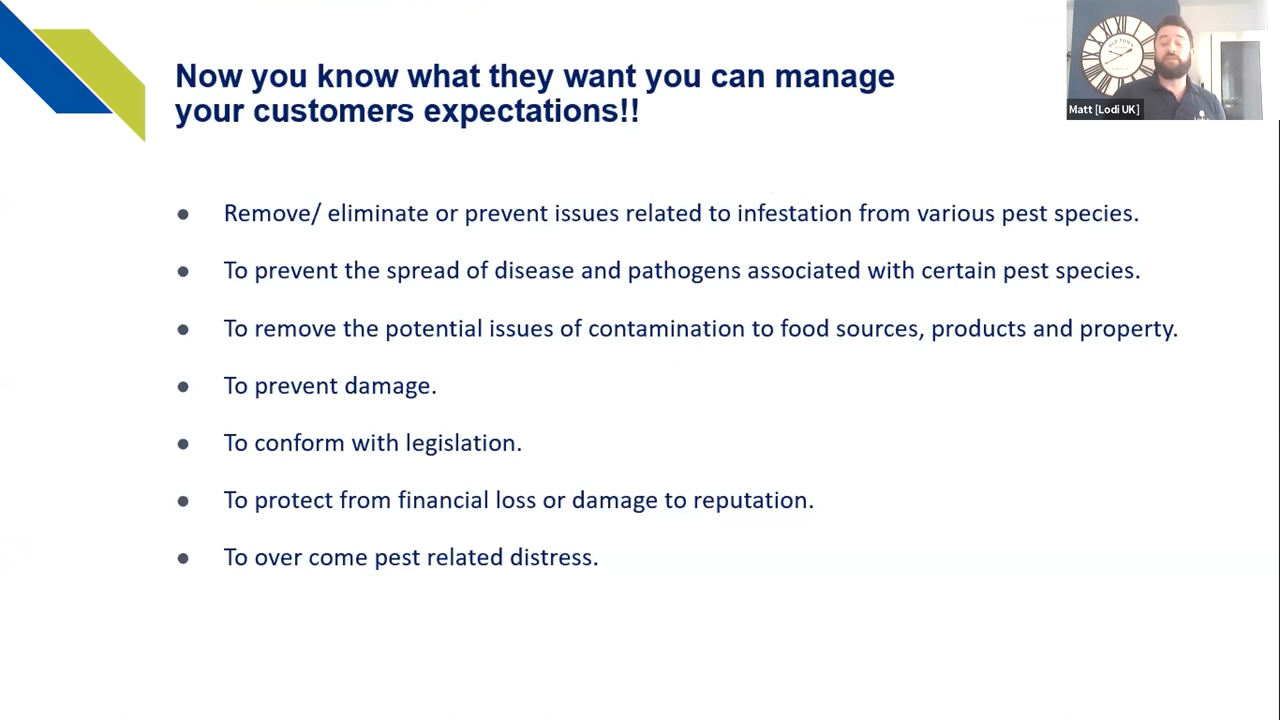 Now you know what they want you can manage
your customers expectations!!
Matt [Lodi UK]
● Remove/ eliminate or prevent issues related to infestation from various pest species.
● To prevent the spread of disease and pathogens associated with certain pest species.
● To remove the potential issues of contamination to food sources, products and property.
● To prevent damage.
● To conform with legislation.
● To protect from financial loss or damage to reputation.
● To over come pest related distress.